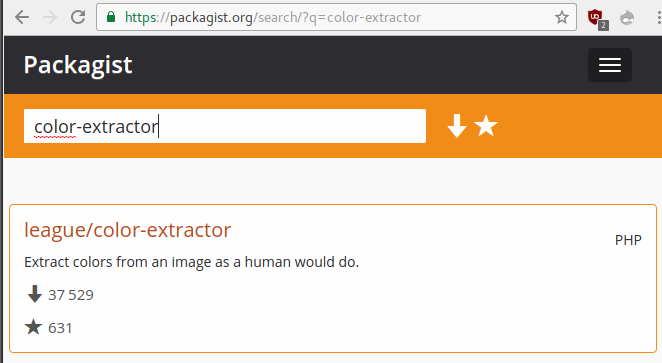 https://packagist.org/search/?q=color-extractor
2
Packagist
color-extractor
league/color-extractor
PHP
Extract colors from an image as a human would do.
37 529
631